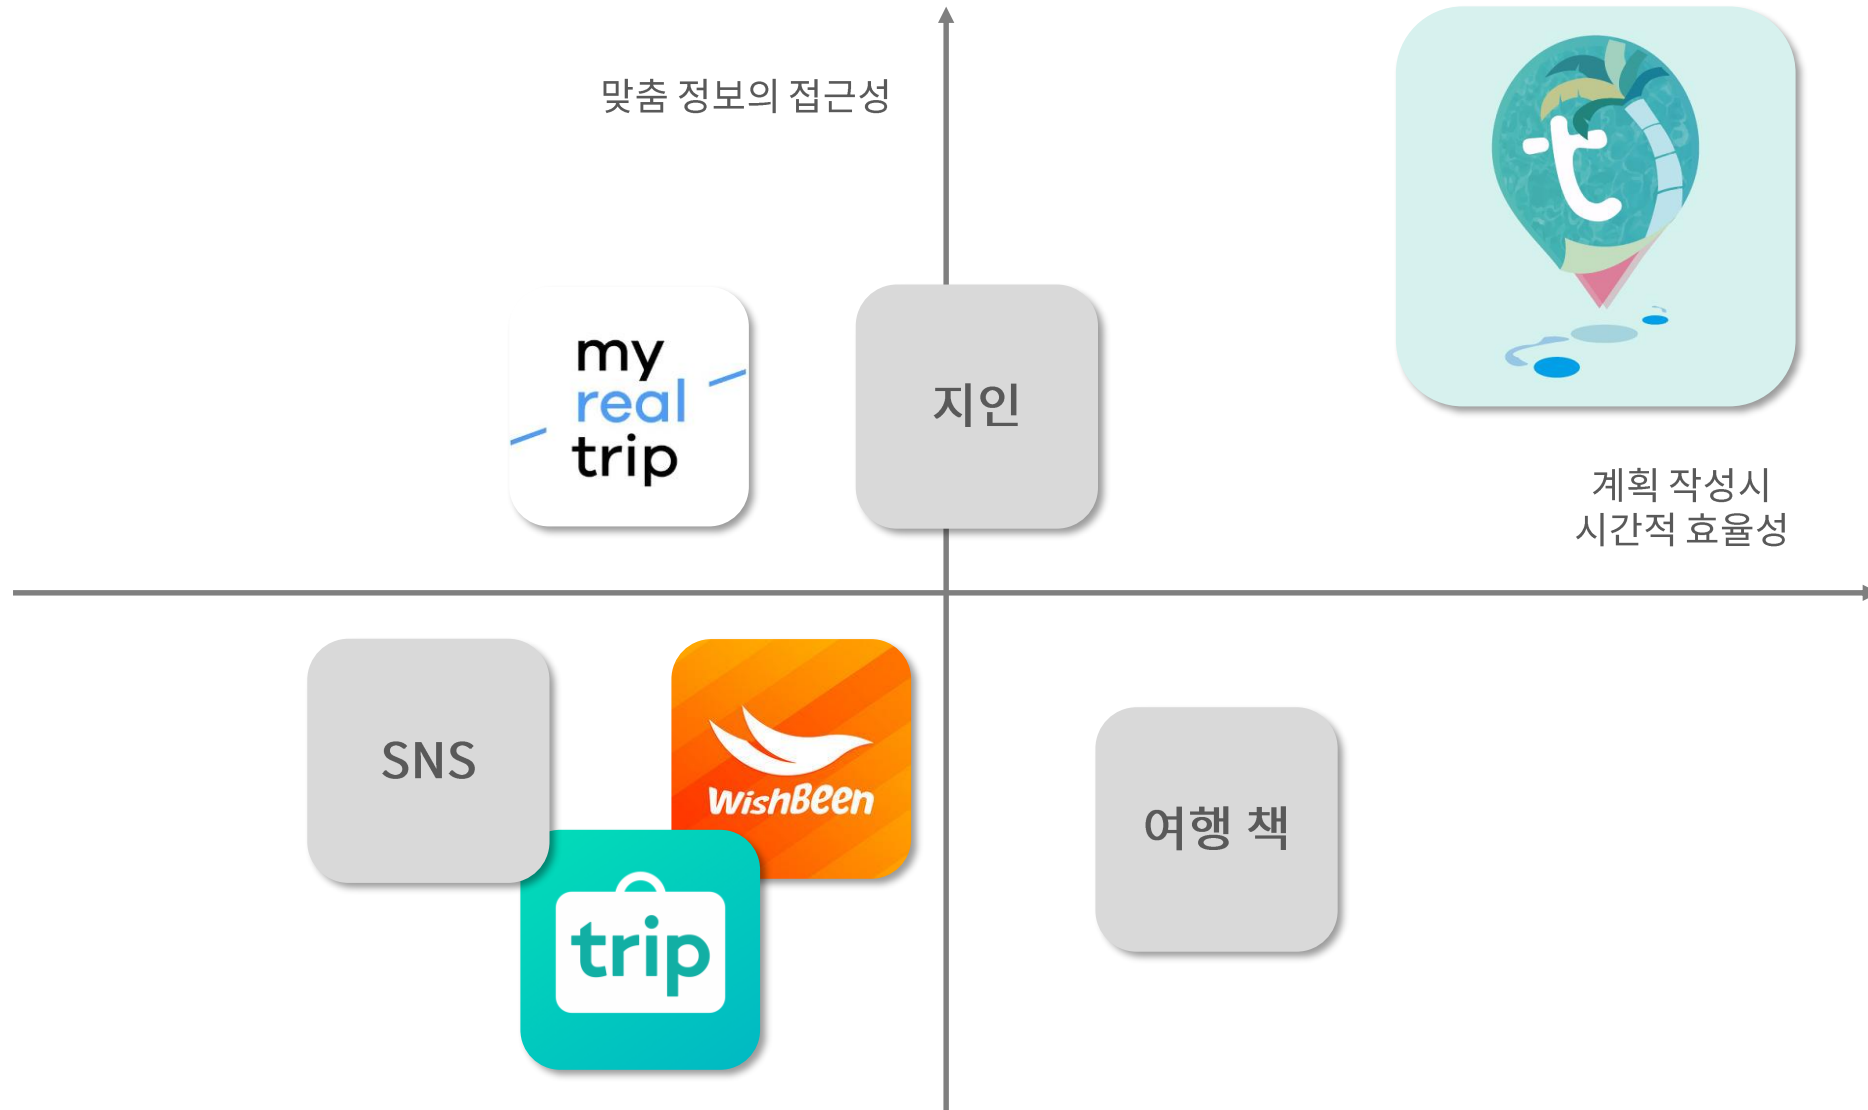 맞춤 정보의 접근성
t
my
real
trip
지인
계획 작성시
시간적 효율성
SNS
WishBeen
여행 책
trip